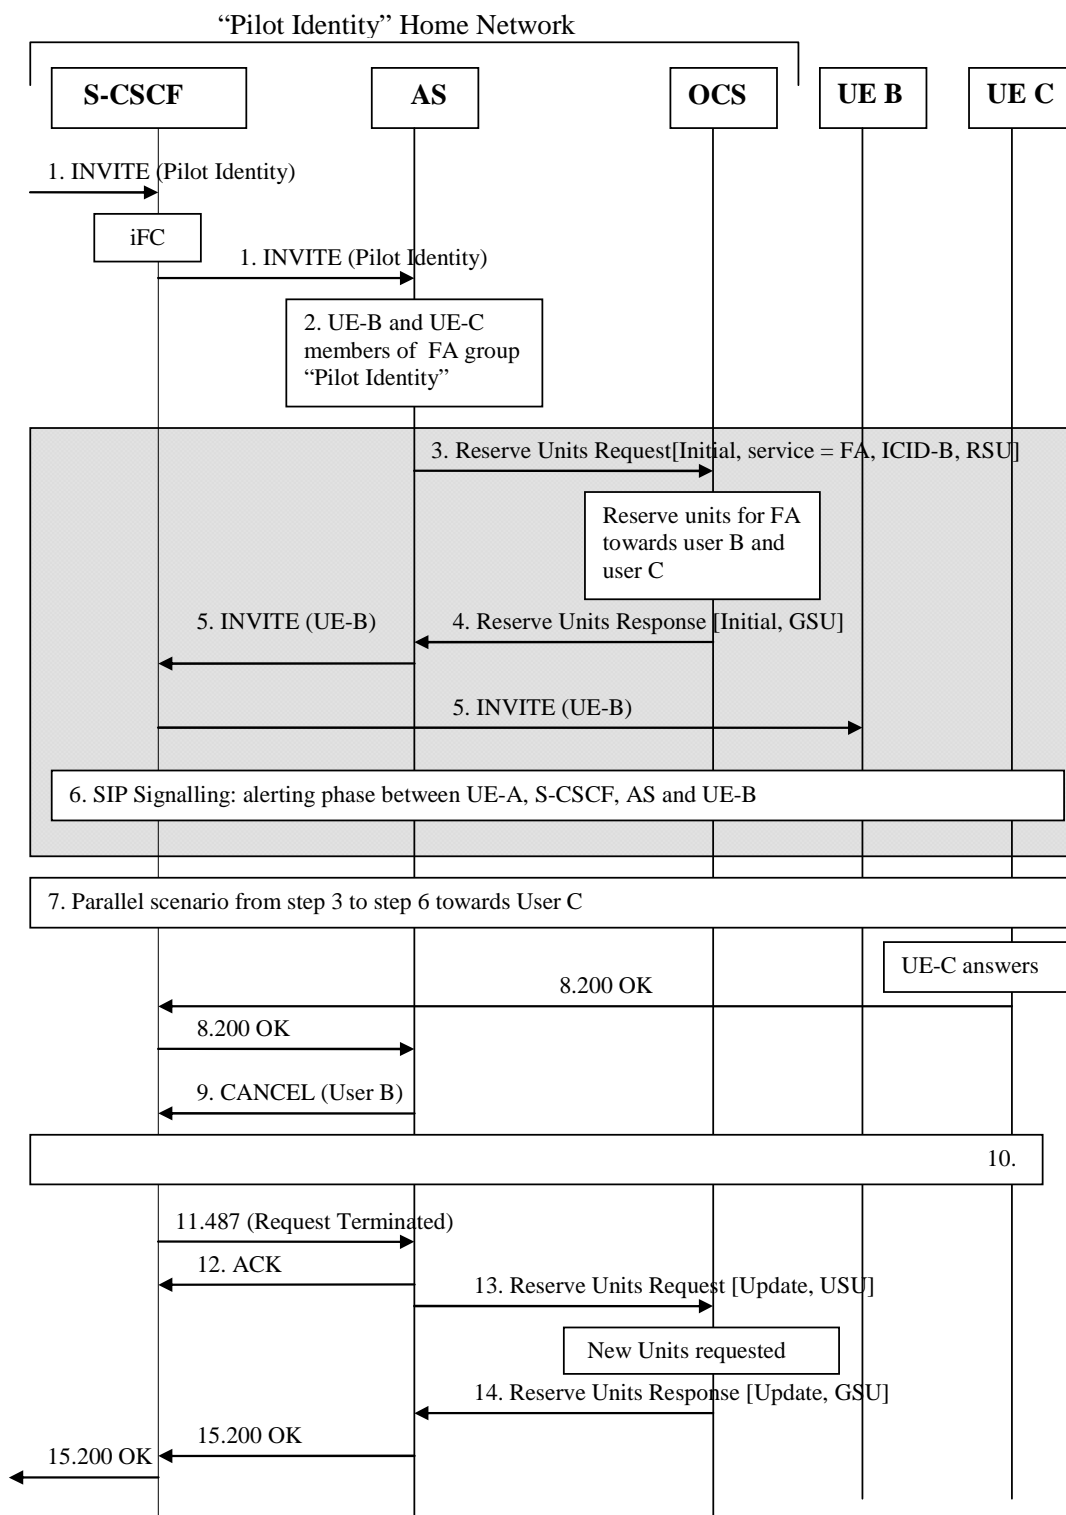 “Pilot Identity” Home Network
S-CSCF
AS
OCS
UE B
UE C
1. INVITE (Pilot Identity)
iFC
1. INVITE (Pilot Identity)
2. UE-B and UE-C
members of FA group
“Pilot Identity”
3. Reserve Units Request[Initial, service = FA, ICID-B, RSU]
Reserve units for FA
towards user B and
user C
5. INVITE (UE-B)
4. Reserve Units Response [Initial, GSU]
5. INVITE (UE-B)
6. SIP Signalling: alerting phase between UE-A, S-CSCF, AS and UE-B
7. Parallel scenario from step 3 to step 6 towards User C
UE-C answers
8.200 OK
8.200 OK
9. CANCEL (User B)
10.
11.487 (Request Terminated)
12. ACK
13. Reserve Units Request [Update, USU]
New Units requested
14. Reserve Units Response [Update, GSU]
15.200 OK
15.200 OK